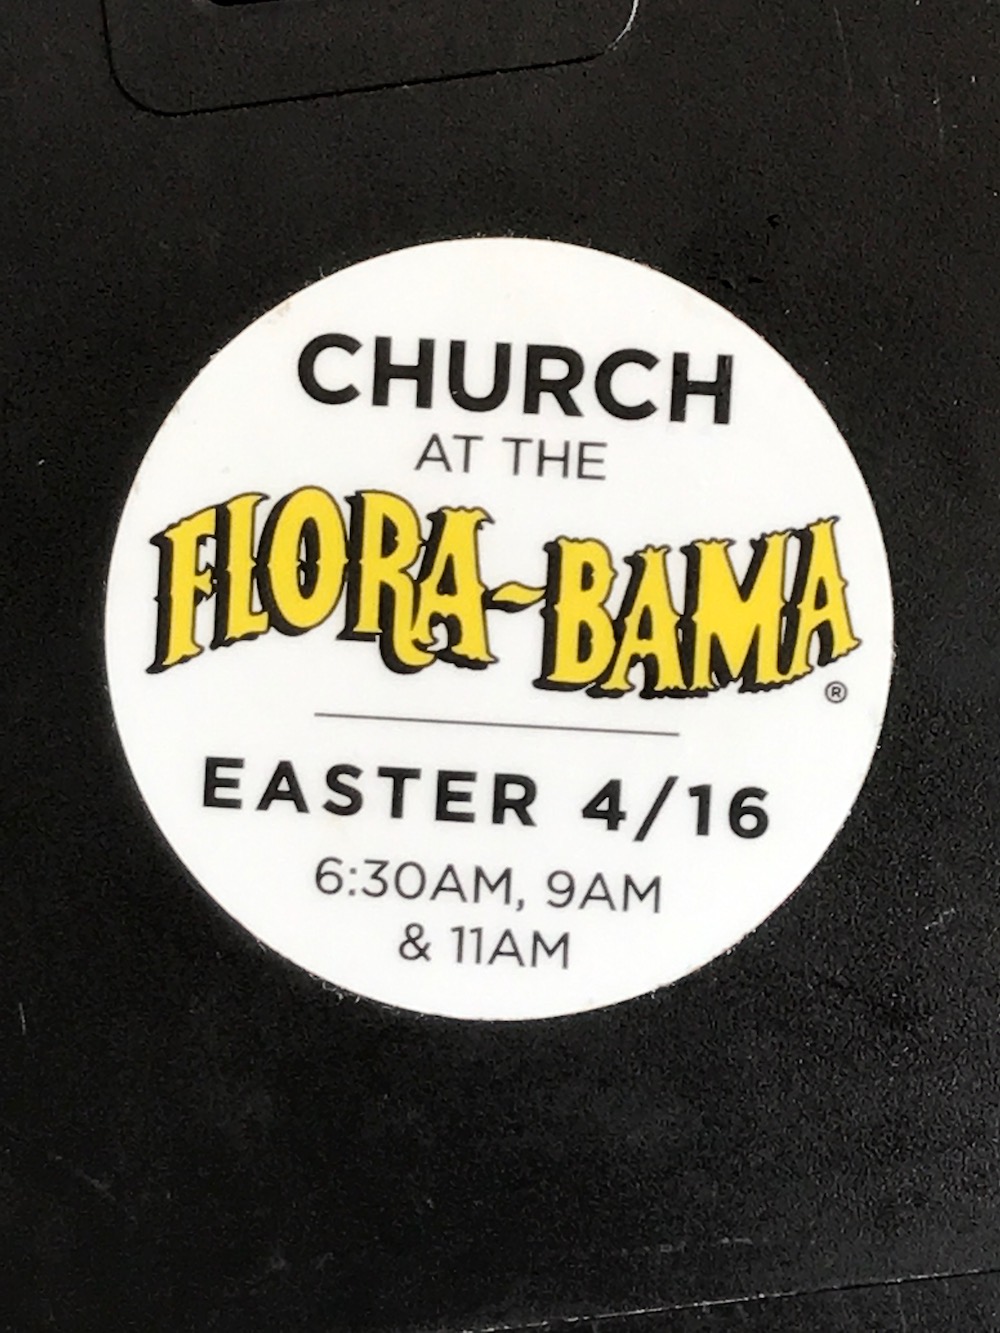 CHURCH
AT THE
FLORA-BAMA®
EASTER 4/16
6:30AM, 9AM
& 11AM